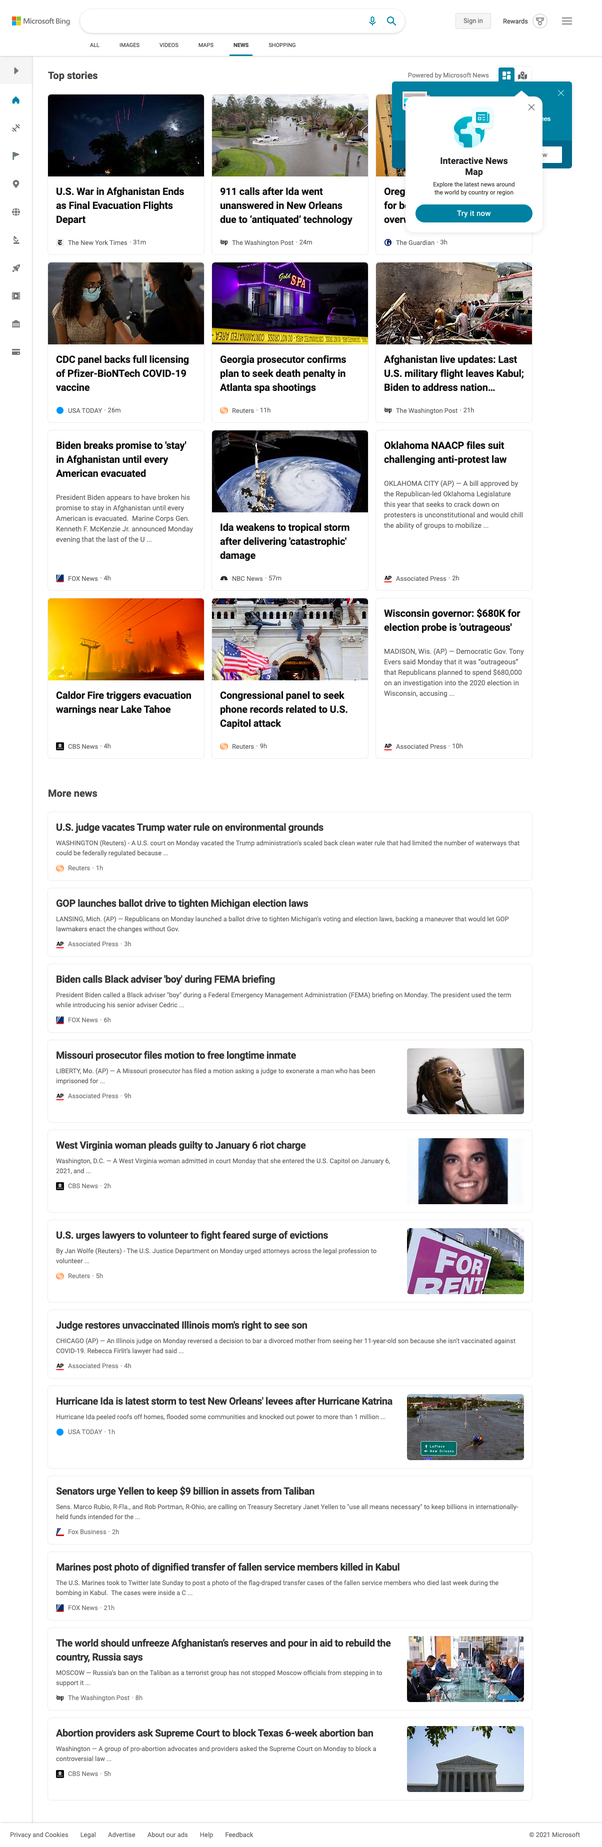 Microsoft Bing
Sign in
Rewards
ALL
IMAGES
VIDEOS
MAPS
NEWS
SHOPPING
Top stories
Powered by Microsoft News
Interactive News
Map
Explore the latest news around
the world by country or region
Try it now
U.S. War in Afghanistan Ends
as Final Evacuation Flights
Depart
The New York Times · 31m
911 calls after Ida went
unanswered in New Orleans
due to ‘antiquated’ technology
The Washington Post · 24m
Oreg
for b
overv
The Guardian · 3h
CDC panel backs full licensing
of Pfizer-BioNTech COVID-19
vaccine
USA TODAY · 26m
Gold
SPA
Georgia prosecutor confirms
plan to seek death penalty in
Atlanta spa shootings
Reuters · 11h
Afghanistan live updates: Last
U.S. military flight leaves Kabul;
Biden to address nation...
The Washington Post · 21h
Biden breaks promise to 'stay'
in Afghanistan until every
American evacuated
President Biden appears to have broken his
promise to stay in Afghanistan until every
American is evacuated. Marine Corps Gen.
Kenneth F. McKenzie Jr. announced Monday
evening that the last of the U ...
FOX News · 4h
Ida weakens to tropical storm
after delivering 'catastrophic'
damage
NBC News · 57m
Oklahoma NAACP files suit
challenging anti-protest law
OKLAHOMA CITY (AP) — A bill approved by
the Republican-led Oklahoma Legislature
this year that seeks to crack down on
protesters is unconstitutional and would chill
the ability of groups to mobilize ...
AP Associated Press · 2h
Caldor Fire triggers evacuation
warnings near Lake Tahoe
CBS News · 4h
Congressional panel to seek
phone records related to U.S.
Capitol attack
Reuters · 9h
Wisconsin governor: $680K for
election probe is 'outrageous'
MADISON, Wis. (AP) — Democratic Gov. Tony
Evers said Monday that it was “outrageous”
that Republicans planned to spend $680,000
on an investigation into the 2020 election in
Wisconsin, accusing ...
AP Associated Press · 10h
More news
U.S. judge vacates Trump water rule on environmental grounds
WASHINGTON (Reuters) - A U.S. court on Monday vacated the Trump administration's scaled back clean water rule that had limited the number of waterways that
could be federally regulated because ...
Reuters · 1h
GOP launches ballot drive to tighten Michigan election laws
LANSING, Mich. (AP) — Republicans on Monday launched a ballot drive to tighten Michigan's voting and election laws, backing a maneuver that would let GOP
lawmakers enact the changes without Gov.
AP Associated Press · 3h
Biden calls Black adviser 'boy' during FEMA briefing
President Biden called a Black adviser "boy" during a Federal Emergency Management Administration (FEMA) briefing on Monday. The president used the term
while introducing his senior adviser Cedric ...
FOX News · 6h
Missouri prosecutor files motion to free longtime inmate
LIBERTY, Mo. (AP) — A Missouri prosecutor has filed a motion asking a judge to exonerate a man who has been
imprisoned for ...
AP Associated Press · 9h
West Virginia woman pleads guilty to January 6 riot charge
Washington, D.C. — A West Virginia woman admitted in court Monday that she entered the U.S. Capitol on January 6,
2021, and ...
CBS News · 2h
U.S. urges lawyers to volunteer to fight feared surge of evictions
By Jan Wolfe (Reuters) - The U.S. Justice Department on Monday urged attorneys across the legal profession to
volunteer ...
Reuters · 5h
FOR
RENT
Judge restores unvaccinated Illinois mom's right to see son
CHICAGO (AP) — An Illinois judge on Monday reversed a decision to bar a divorced mother from seeing her 11-year-old son because she isn't vaccinated against
COVID-19. Rebecca Firlit's lawyer had said ...
AP Associated Press · 4h
Hurricane Ida is latest storm to test New Orleans' levees after Hurricane Katrina
Hurricane Ida peeled roofs off homes, flooded some communities and knocked out power to more than 1 million ...
USA TODAY · 1h
LaPlace
New Orleans
Senators urge Yellen to keep $9 billion in assets from Taliban
Sens. Marco Rubio, R-Fla., and Rob Portman, R-Ohio, are calling on Treasury Secretary Janet Yellen to "use all means necessary" to keep billions in internationally-
held funds intended for the ...
Fox Business · 2h
Marines post photo of dignified transfer of fallen service members killed in Kabul
The U.S. Marines took to Twitter late Sunday to post a photo of the flag-draped transfer cases of the fallen service members who died last week during the
bombing in Kabul. The cases were inside a C ...
FOX News · 21h
The world should unfreeze Afghanistan's reserves and pour in aid to rebuild the
country, Russia says
MOSCOW — Russia's ban on the Taliban as a terrorist group has not stopped Moscow officials from stepping in to
support it ...
The Washington Post · 8h
Abortion providers ask Supreme Court to block Texas 6-week abortion ban
Washington — A group of pro-abortion advocates and providers asked the Supreme Court on Monday to block a
controversial law ...
CBS News · 5h
Privacy and Cookies
Legal
Advertise
About our ads
Help
Feedback
© 2021 Microsoft